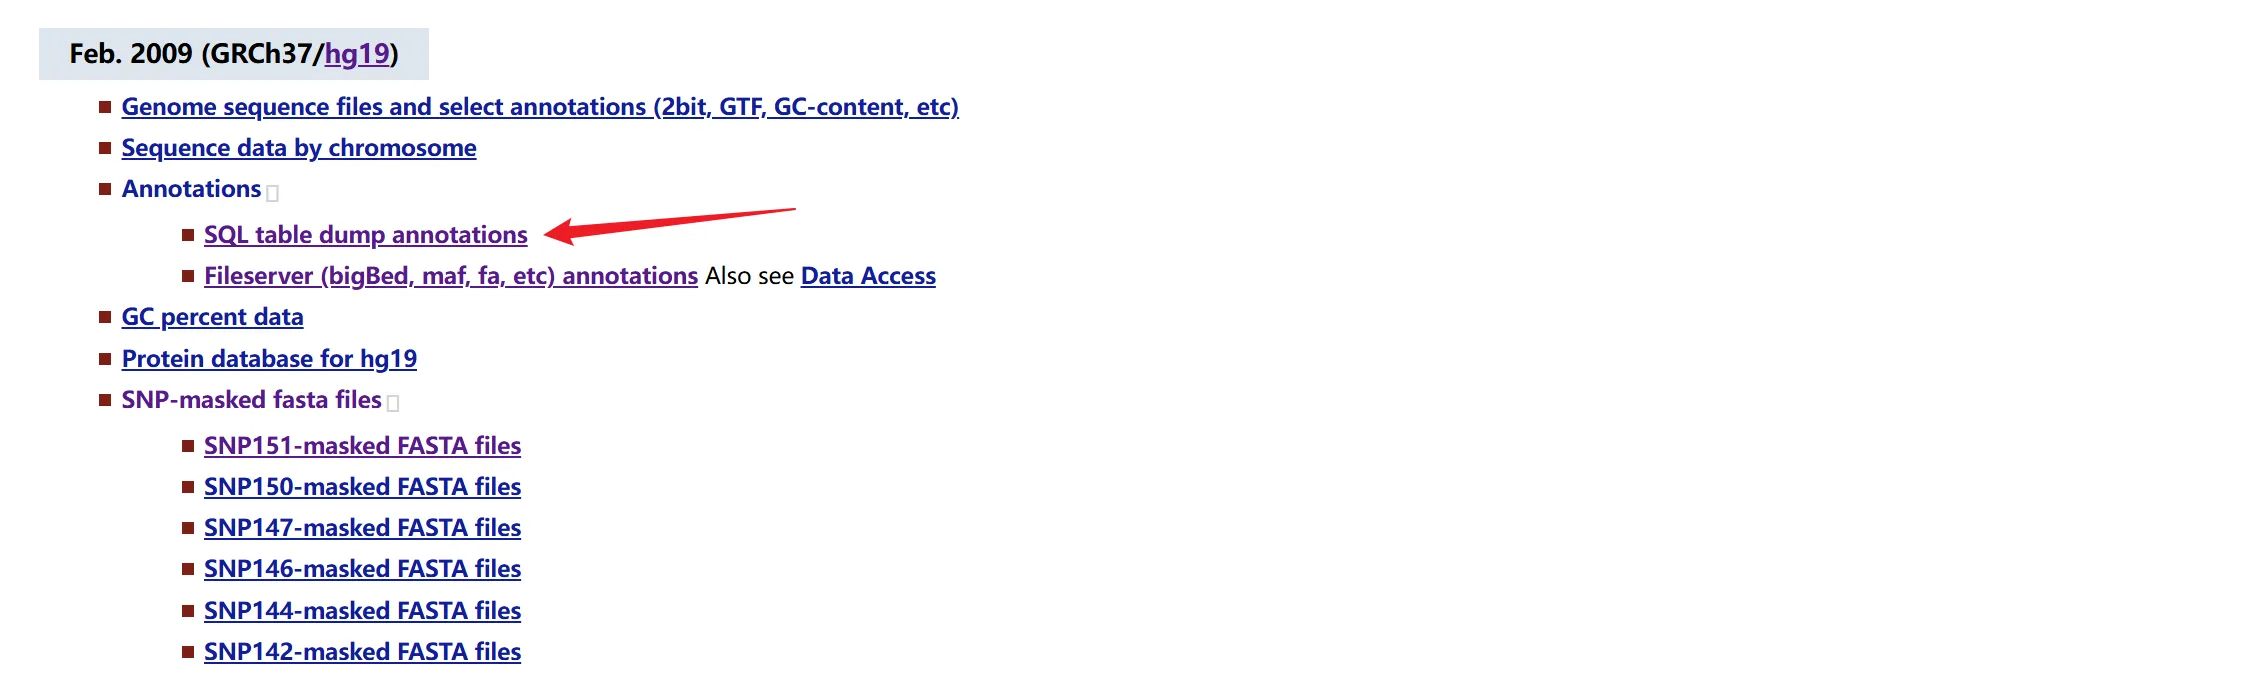 Feb. 2009 (GRCh37/hg19)
Genome sequence files and select annotations (2bit, GTF, GC-content, etc)
Sequence data by chromosome
Annotations
SQL table dump annotations
Fileserver (bigBed, maf, fa, etc) annotations Also see Data Access
GC percent data
Protein database for hg19
SNP-masked fasta files
SNP151-masked FASTA files
SNP150-masked FASTA files
SNP147-masked FASTA files
SNP146-masked FASTA files
SNP144-masked FASTA files
SNP142-masked FASTA files